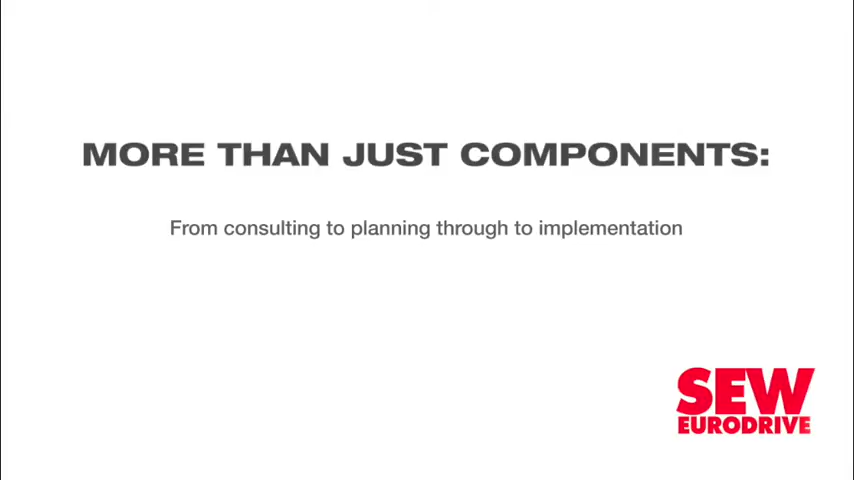 MORE THAN JUST COMPONENTS:
From consulting to planning through to implementation
SEW
EURODRIVE